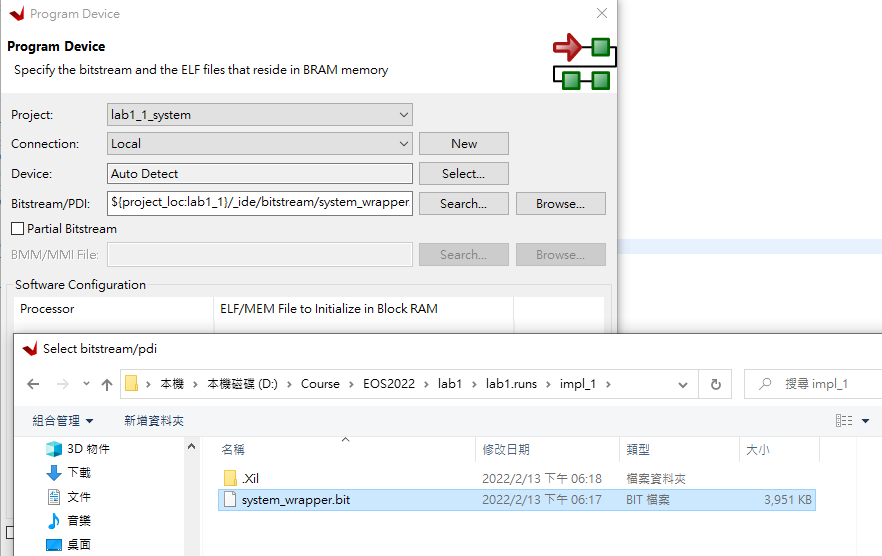 Program Device
Program Device
Specify the bitstream and the ELF files that reside in BRAM memory
Project: lab1_1_system
Connection: Local New
Device: Auto Detect Select...
Bitstream/PDI: ${project_loc:lab1_1}/_ide/bitstream/system_wrapper Search... Browse...
Partial Bitstream
BMM/MMI File: Search... Browse...
Software Configuration
Processor ELF/MEM File to Initialize in Block RAM
Select bitstream/pdi
本機 › 本機磁碟 (D:) › Course › EOS2022 › lab1 › lab1.runs › impl_1 › 搜尋 impl_1
組合管理 新增資料夾
3D 物件 名稱 修改日期 類型 大小
下載 .Xil 2022/2/13 下午 06:18 檔案資料夾
文件 system_wrapper.bit 2022/2/13 下午 06:17 BIT 檔案 3,951 KB
音樂
桌面